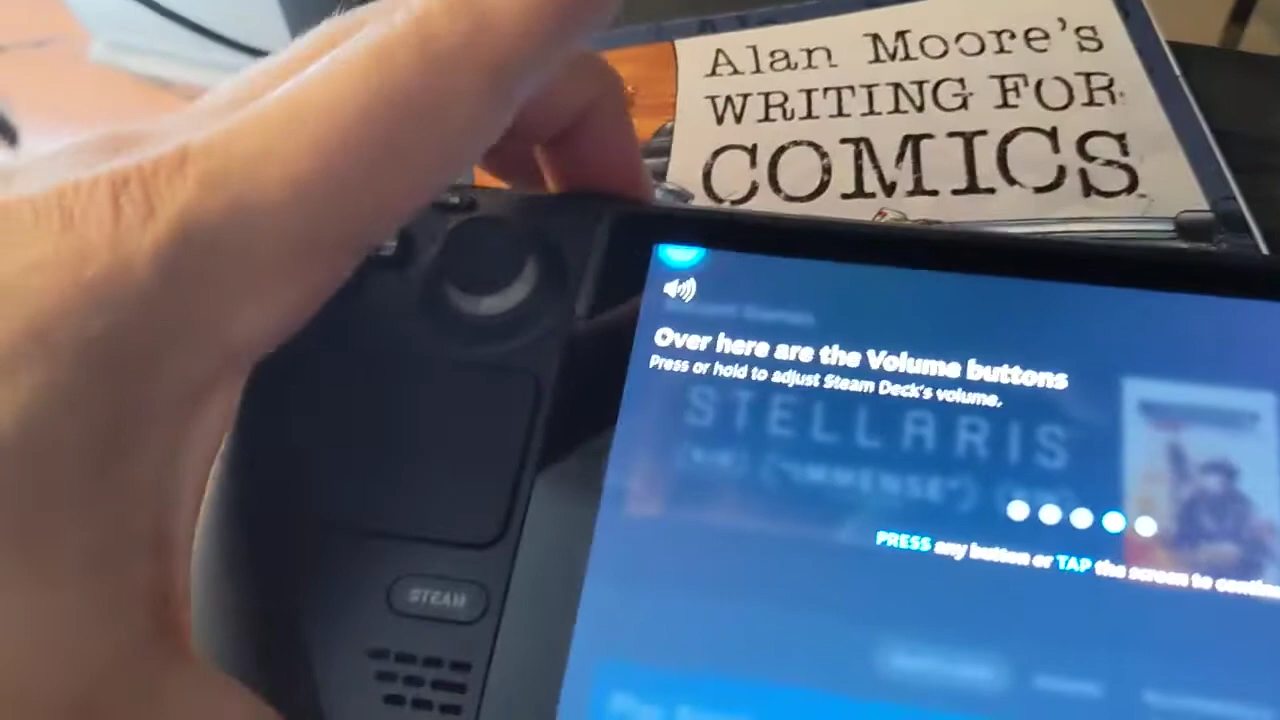 Alan Moore's
WRITING FOR
COMICS
Over here are the Volume buttons
Press or hold to adjust Steam Deck's volume.
STELLARIS
"IMMENSE"
PRESS any button or TAP the screen to
STEAM